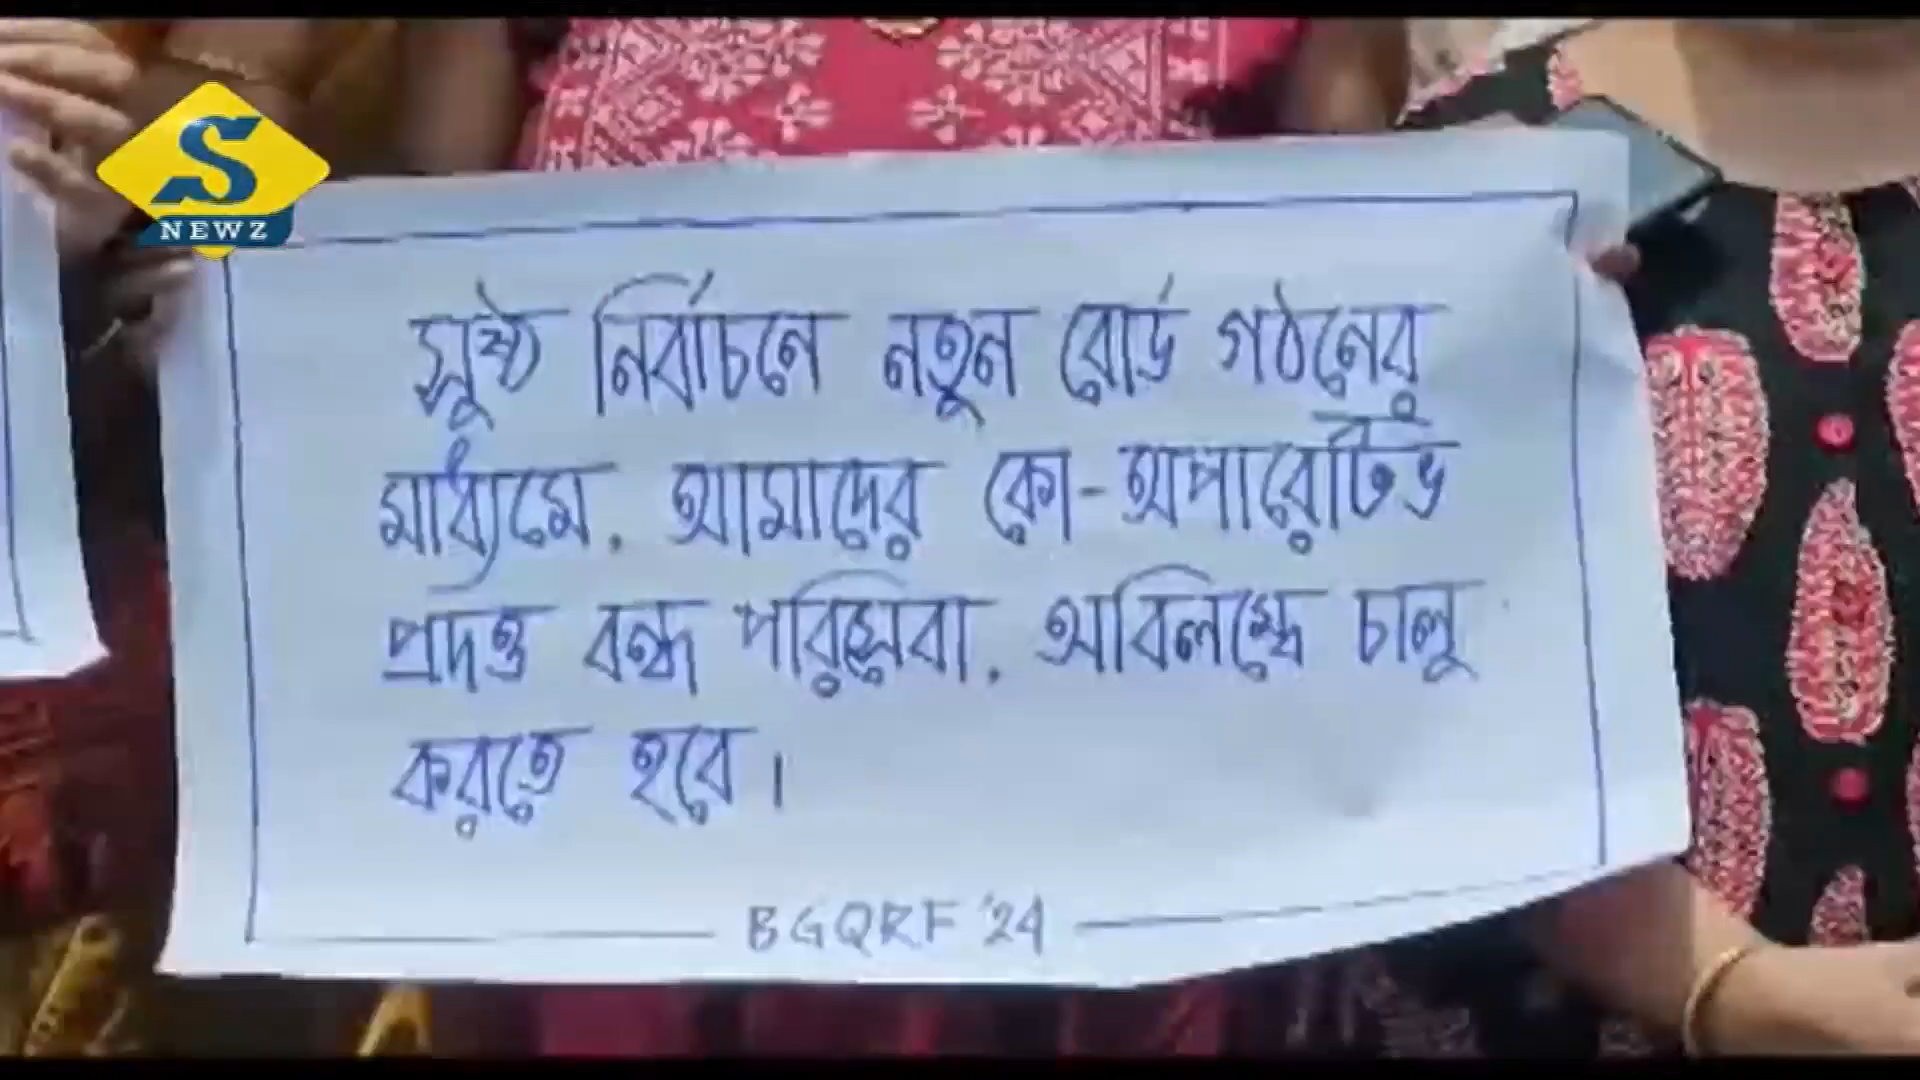 S
NEWZ
সুষ্ঠ নির্বাচনে নতুন বোর্ড গঠনের
মাধ্যমে. আমাদের কো-অপারেটিভ
প্রদত্ত বন্ধ পরিসেবা. অবিলম্বে চালু
করতে হবে।
BGQRF '24